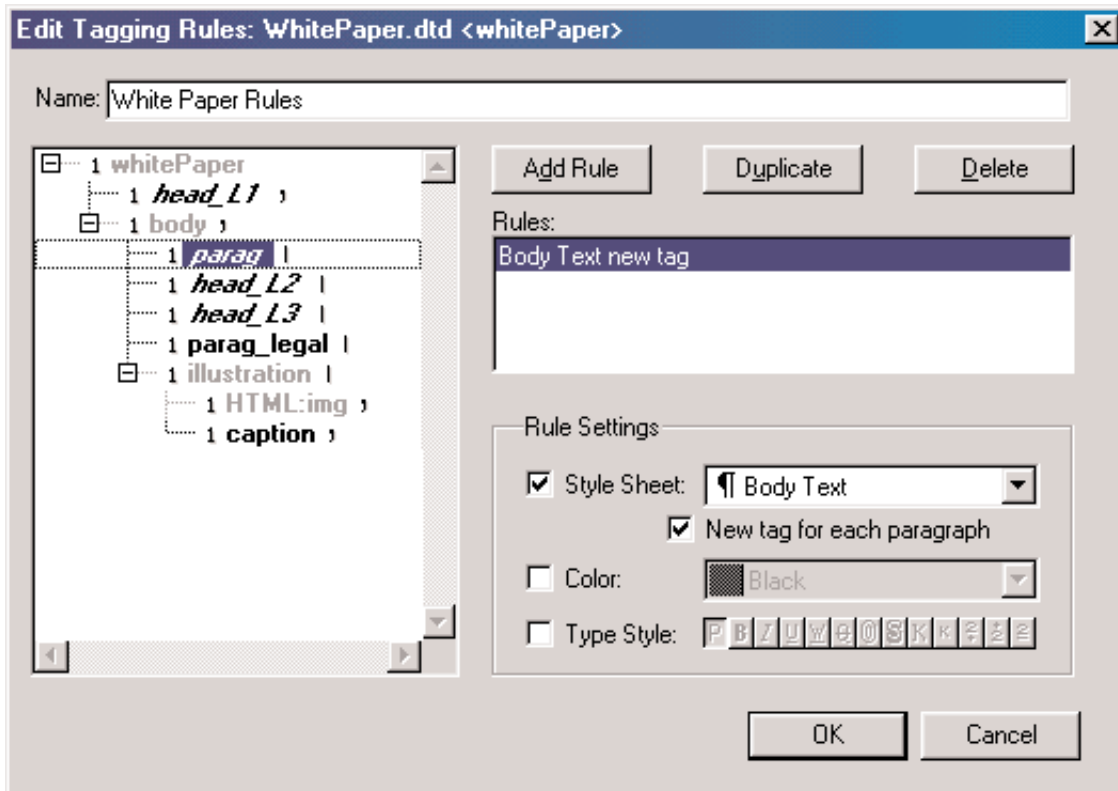 Edit Tagging Rules: WhitePaper.dtd <whitePaper>
Name: White Paper Rules
1 whitePaper
1 head_L1 ,
1 body ,
1 parag |
1 head_L2 |
1 head_L3 |
1 parag_legal |
1 illustration |
1 HTML:img ,
1 caption ,
Add Rule Duplicate Delete
Rules:
Body Text new tag
Rule Settings
Style Sheet: ¶ Body Text
New tag for each paragraph
Color: Black
Type Style: P B I U W Q O S K K 2 2 2
OK Cancel